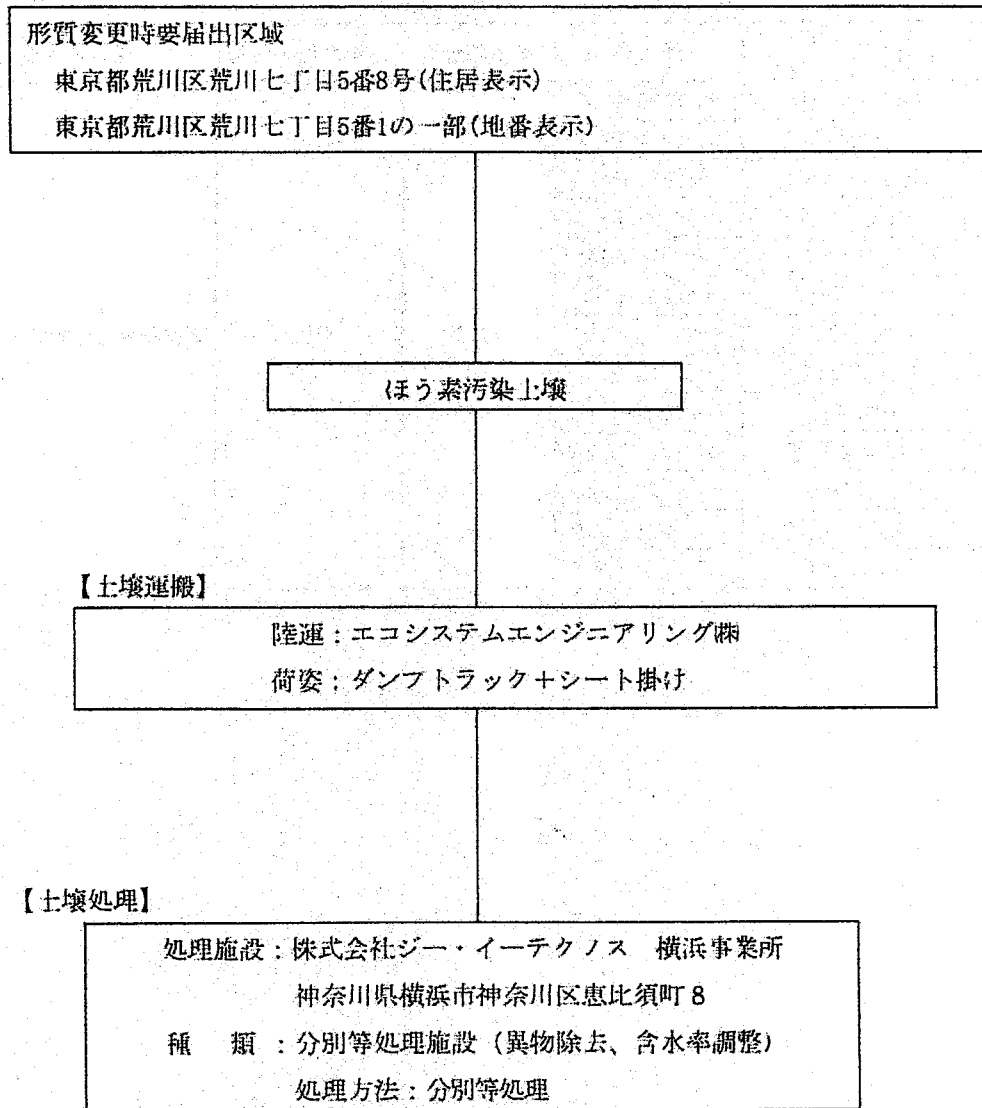 形質変更時要届出区域
東京都荒川区荒川七丁目5番8号(住居表示)
東京都荒川区荒川七丁目5番1の一部(地番表示)
ほう素汚染土壌
【土壌運搬】
陸運：エコシステムエンジニアリング㈱
荷姿：ダンプトラック＋シート掛け
【土壌処理】
処理施設：株式会社ジー・イーテクノス　横浜事業所
神奈川県横浜市神奈川区恵比須町8
種　類　：分別等処理施設（異物除去、含水率調整）
処理方法：分別等処理